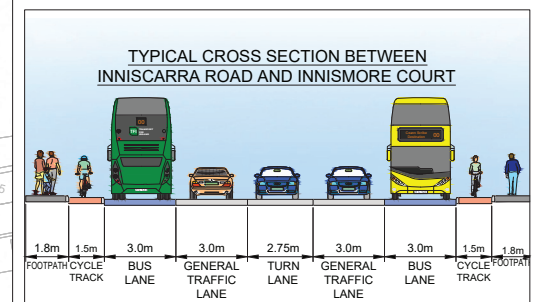 TYPICAL CROSS SECTION BETWEEN
INNISCARRA ROAD AND INNISMORE COURT
1.8m 1.5m 3.0m 3.0m 2.75m 3.0m 3.0m 1.5m 1.8m
FOOTPATH CYCLE TRACK BUS LANE GENERAL TRAFFIC LANE TURN LANE GENERAL TRAFFIC LANE BUS LANE CYCLE TRACK FOOTPATH